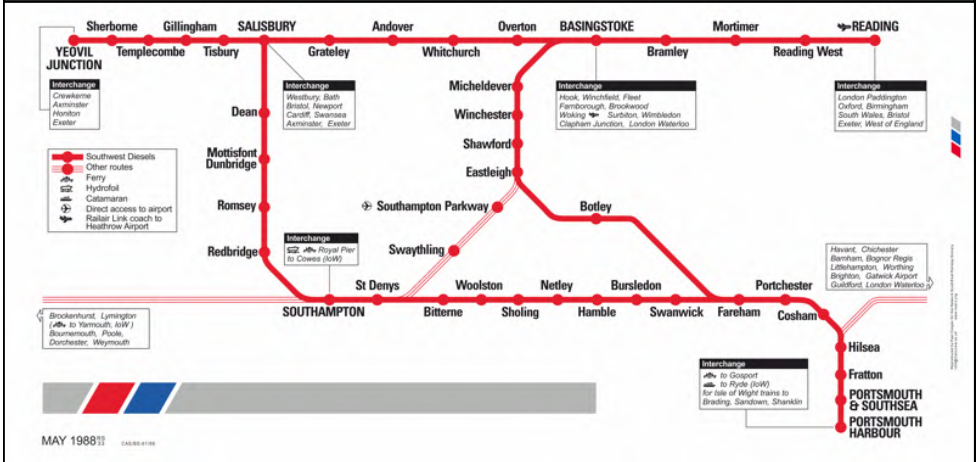 Sherborne
Gillingham
SALISBURY
Andover
Overton
BASINGSTOKE
Mortimer
READING
YEOVIL
JUNCTION
Templecombe
Tisbury
Grateley
Whitchurch
Bramley
Reading West
Interchange
Crewkerne
Axminster
Honiton
Exeter
Interchange
Westbury, Bath
Bristol, Newport
Cardiff, Swansea
Axminster, Exeter
Interchange
Hook, Winchfield, Fleet
Farnborough, Brookwood
Woking Surbiton, Wimbledon
Clapham Junction, London Waterloo
Interchange
London Paddington
Oxford, Birmingham
South Wales, Bristol
Exeter, West of England
Micheldever
Winchester
Shawford
Eastleigh
Dean
Mottisfont
Dunbridge
Romsey
Redbridge
Southwest Diesels
Other routes
Ferry
Hydrofoil
Catamaran
Direct access to airport
Railair Link coach to
Heathrow Airport
Southampton Parkway
Botley
Swaythling
Interchange
Royal Pier
to Cowes (IoW)
Havant, Chichester
Barnham, Bognor Regis
Littlehampton, Worthing
Brighton, Gatwick Airport
Guildford, London Waterloo
St Denys
Woolston
Netley
Bursledon
Portchester
SOUTHAMPTON
Bitterne
Sholing
Hamble
Swanwick
Fareham
Cosham
Brockenhurst, Lymington
( to Yarmouth, IoW )
Bournemouth, Poole,
Dorchester, Weymouth
Hilsea
Fratton
PORTSMOUTH
& SOUTHSEA
PORTSMOUTH
HARBOUR
Interchange
to Gosport
to Ryde (IoW)
for Isle of Wight trains to
Brading, Sandown, Shanklin
MAY 1988